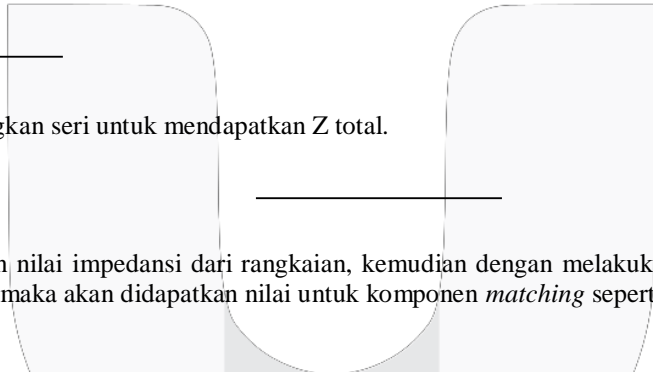 gkan seri untuk mendapatkan Z total.
nilai impedansi dari rangkaian, kemudian dengan melakuk
maka akan didapatkan nilai untuk komponen matching sepert